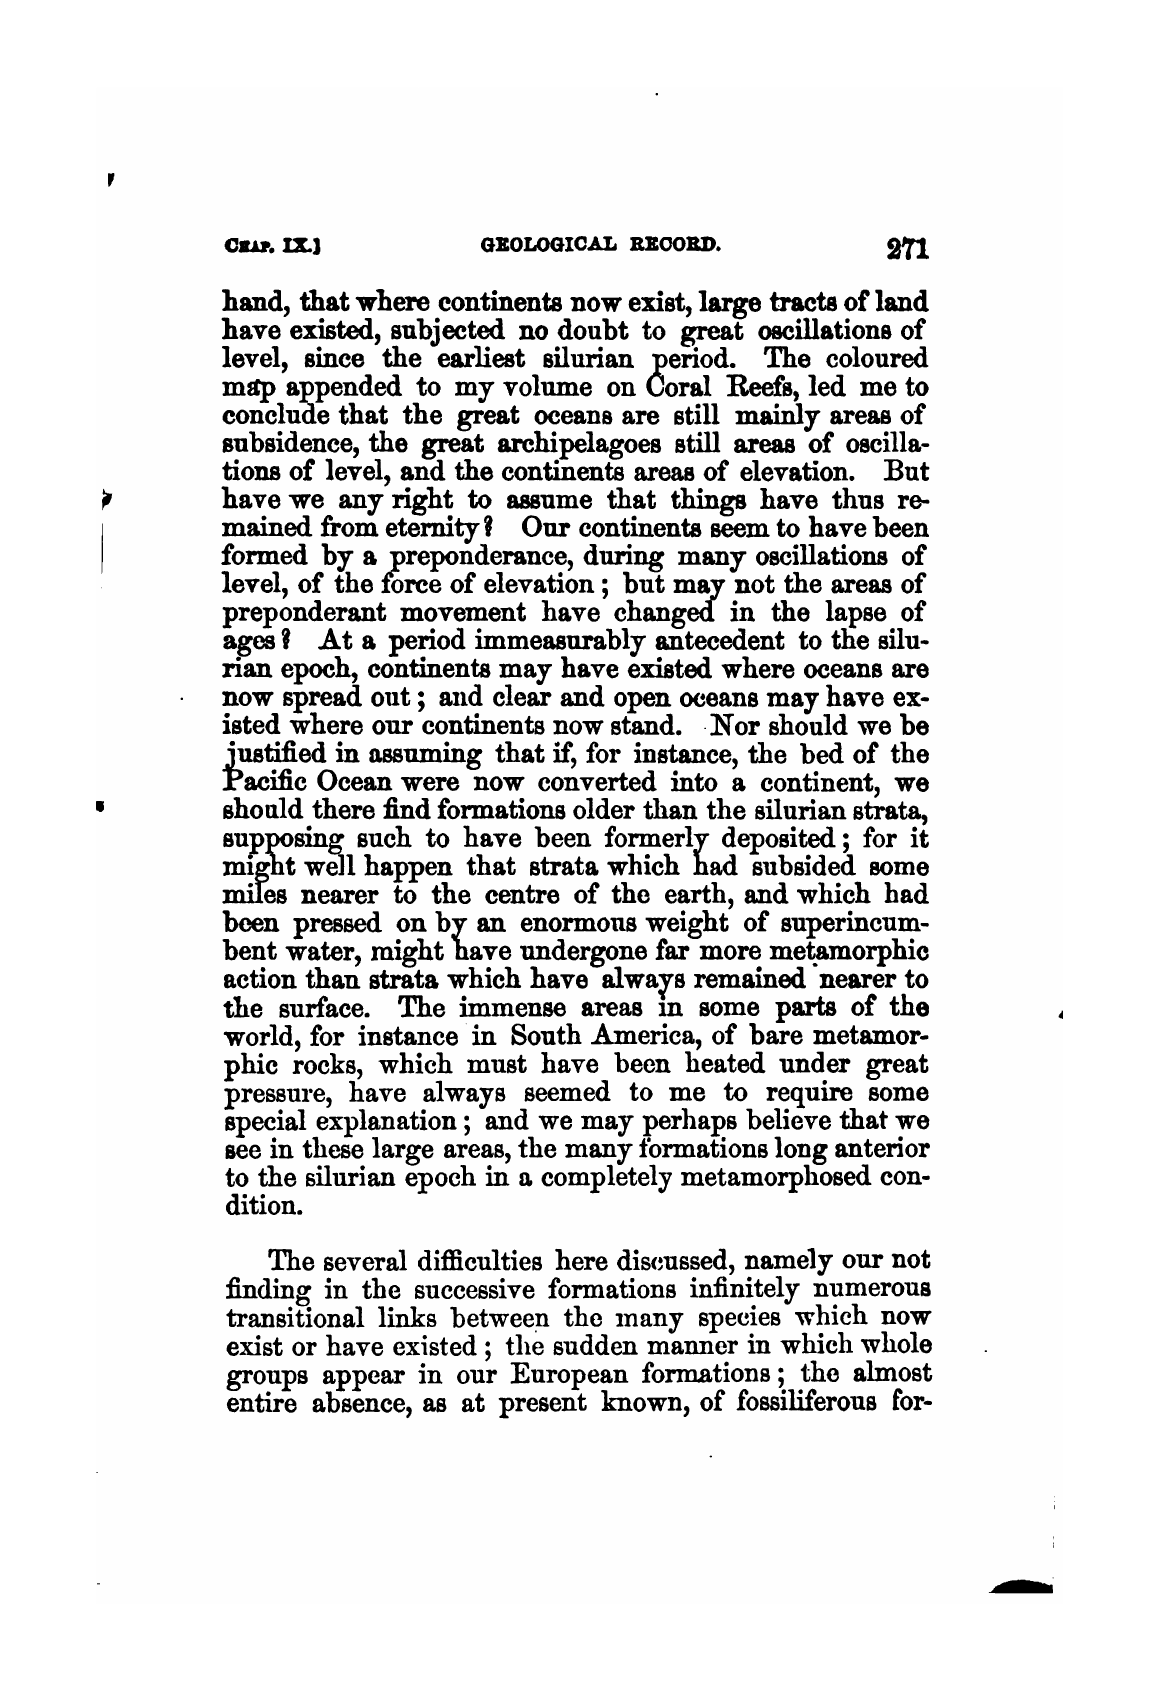 CHAP. IX.] GEOLOGICAL RECORD. 271
hand, that where continents now exist, large tracts of land
have existed, subjected no doubt to great oscillations of
level, since the earliest silurian period. The coloured
map appended to my volume on Coral Reefs, led me to
conclude that the great oceans are still mainly areas of
subsidence, the great archipelagoes still areas of oscilla-
tions of level, and the continents areas of elevation. But
have we any right to assume that things have thus re-
mained from eternity? Our continents seem to have been
formed by a preponderance, during many oscillations of
level, of the force of elevation; but may not the areas of
preponderant movement have changed in the lapse of
ages? At a period immeasurably antecedent to the silu-
rian epoch, continents may have existed where oceans are
now spread out; and clear and open oceans may have ex-
isted where our continents now stand. Nor should we be
justified in assuming that if, for instance, the bed of the
Pacific Ocean were now converted into a continent, we
should there find formations older than the silurian strata,
supposing such to have been formerly deposited; for it
might well happen that strata which had subsided some
miles nearer to the centre of the earth, and which had
been pressed on by an enormous weight of superincum-
bent water, might have undergone far more metamorphic
action than strata which have always remained nearer to
the surface. The immense areas in some parts of the
world, for instance in South America, of bare metamor-
phic rocks, which must have been heated under great
pressure, have always seemed to me to require some
special explanation; and we may perhaps believe that we
see in these large areas, the many formations long anterior
to the silurian epoch in a completely metamorphosed con-
dition.
The several difficulties here discussed, namely our not
finding in the successive formations infinitely numerous
transitional links between the many species which now
exist or have existed; the sudden manner in which whole
groups appear in our European formations; the almost
entire absence, as at present known, of fossiliferous for-